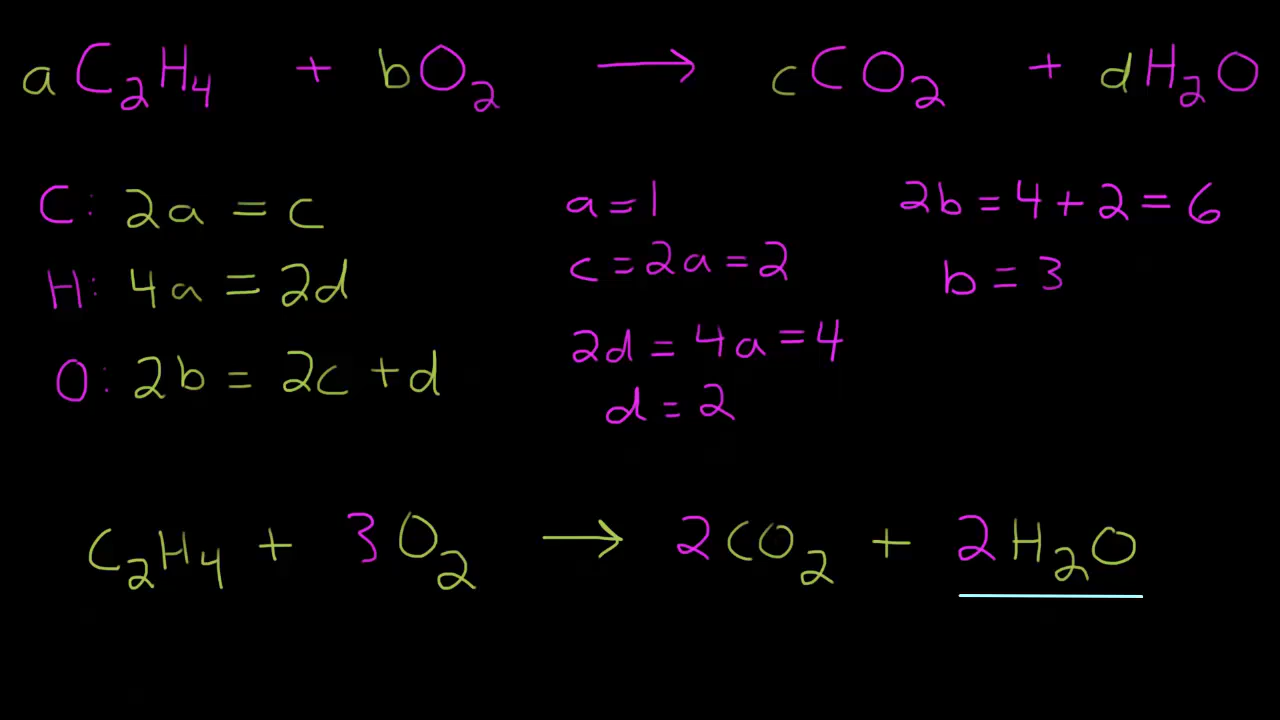 aC₂H₄ + bO₂ → cCO₂ + dH₂O
C: 2a = c
H: 4a = 2d
O: 2b = 2c + d
a = 1
c = 2a = 2
2d = 4a = 4
d = 2
2b = 4 + 2 = 6
b = 3
C₂H₄ + 3O₂ → 2CO₂ + 2H₂O